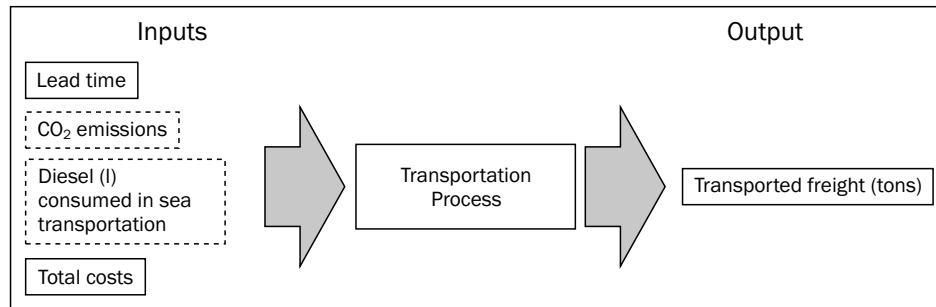 Inputs
Output
Lead time
CO₂ emissions
Diesel (l)
consumed in sea
transportation
Total costs
Transportation
Process
Transported freight (tons)